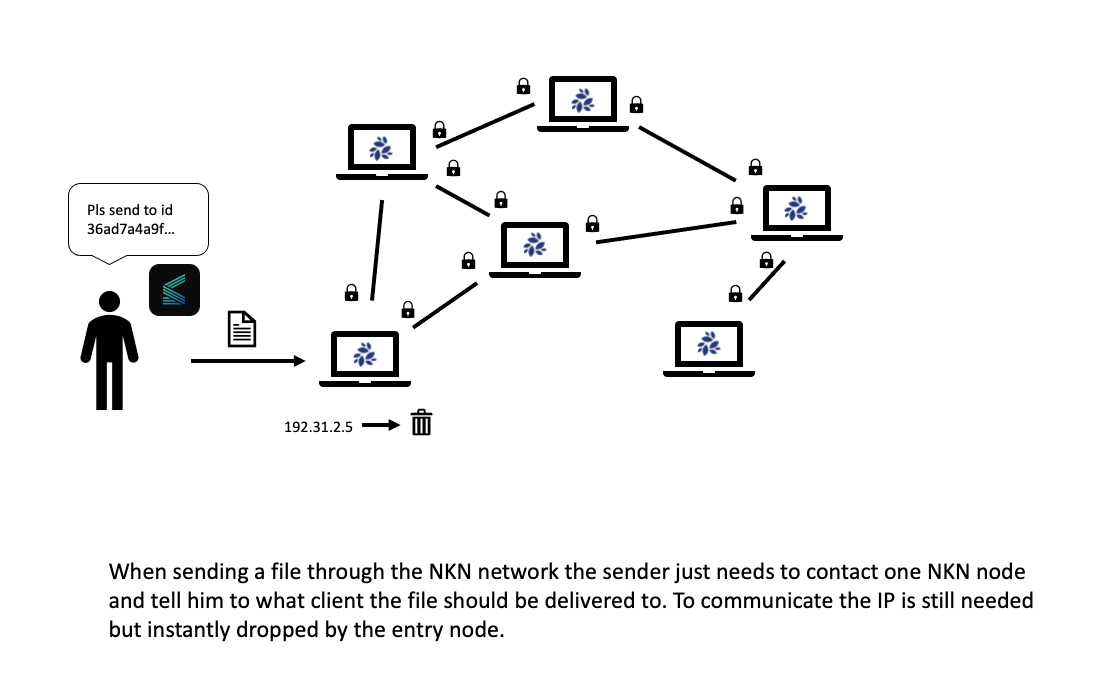 Pls send to id
36ad7a4a9f...
192.31.2.5
When sending a file through the NKN network the sender just needs to contact one NKN node
and tell him to what client the file should be delivered to. To communicate the IP is still needed
but instantly dropped by the entry node.